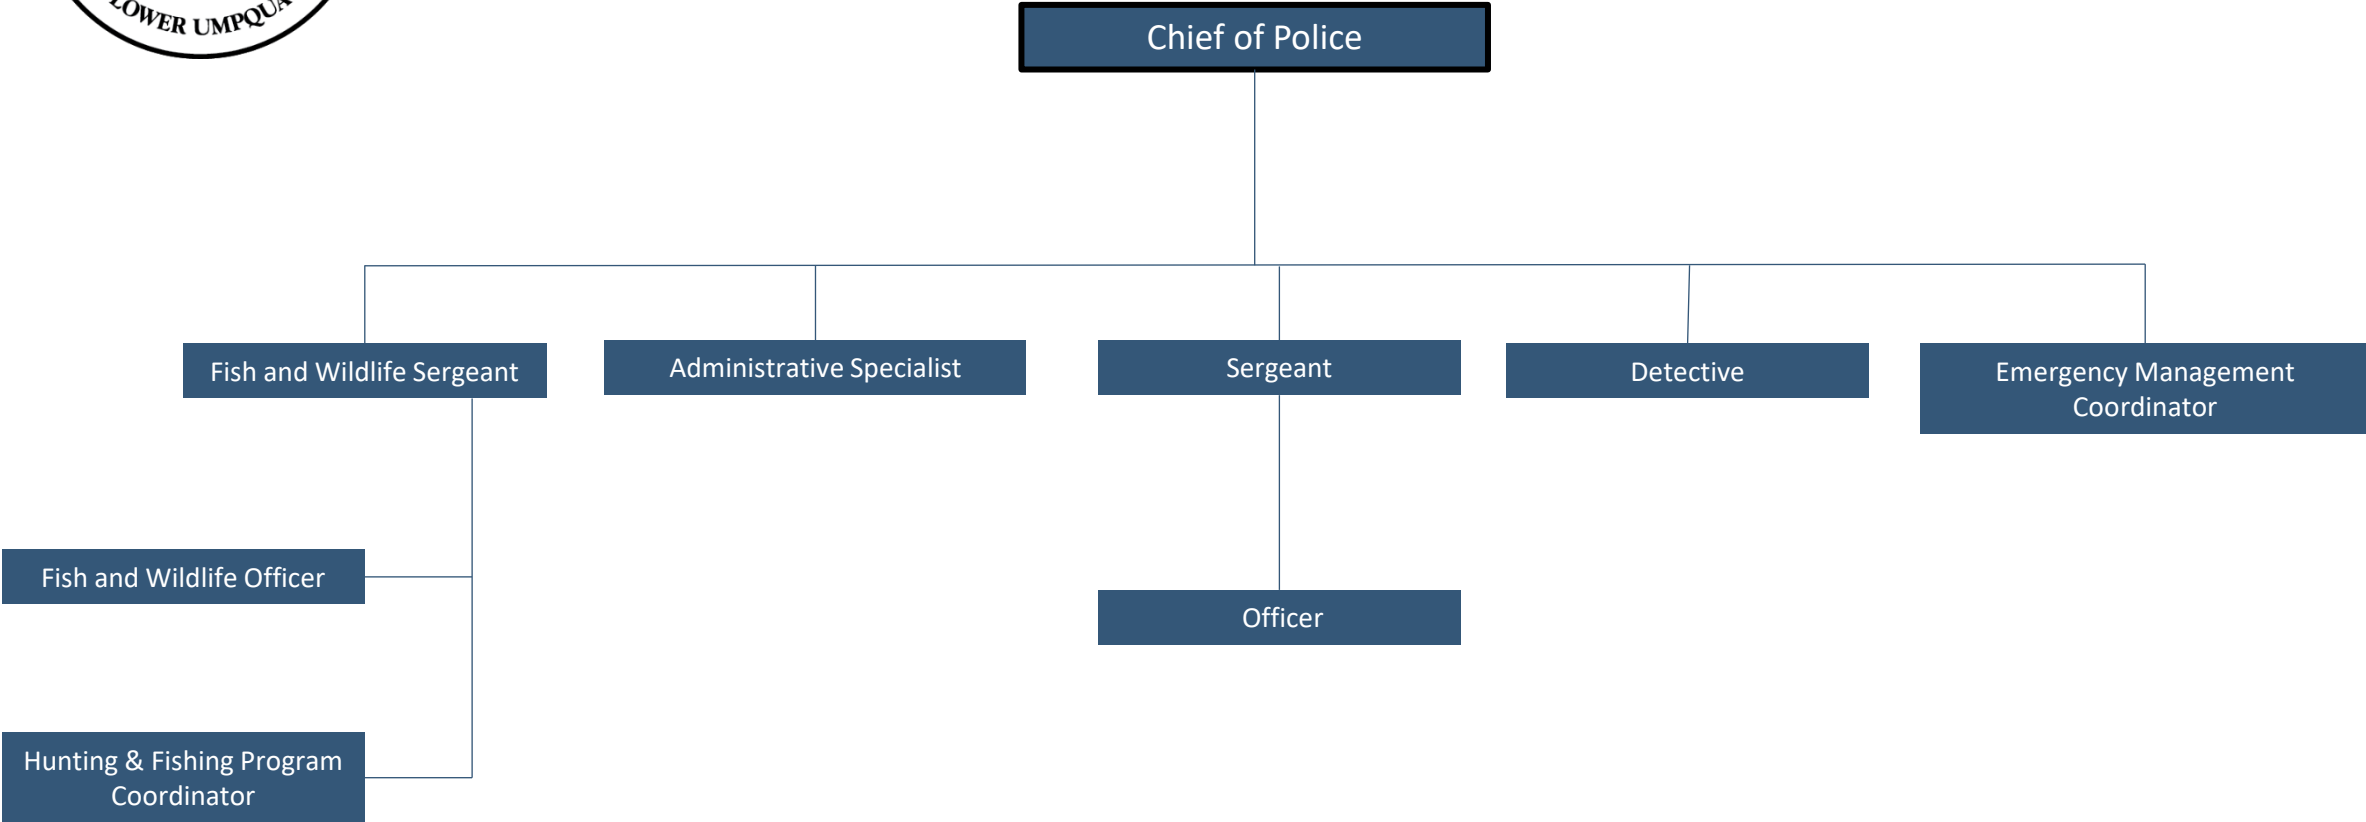 LOWER UMPQUA
Chief of Police
Fish and Wildlife Sergeant
Administrative Specialist
Sergeant
Detective
Emergency Management
Coordinator
Fish and Wildlife Officer
Officer
Hunting & Fishing Program
Coordinator